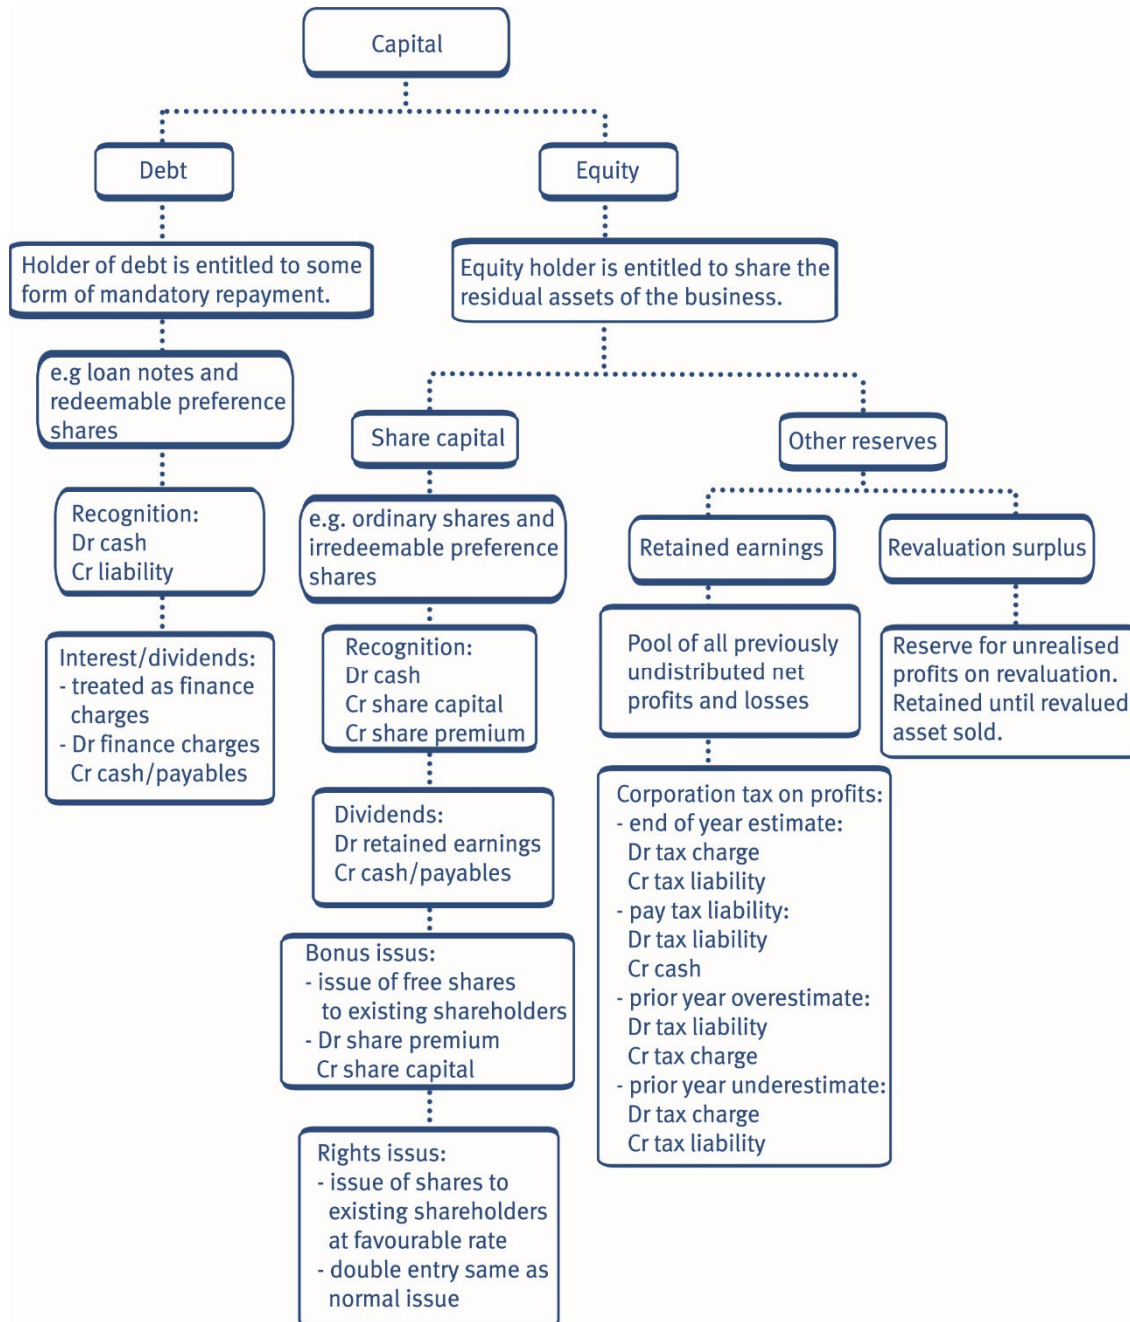 Capital
Debt
Equity
Holder of debt is entitled to some
form of mandatory repayment.
Equity holder is entitled to share the
residual assets of the business.
e.g loan notes and
redeemable preference
shares
Share capital
Other reserves
Recognition:
Dr cash
Cr liability
e.g. ordinary shares and
irredeemable preference
shares
Retained earnings
Revaluation surplus
Interest/dividends:
- treated as finance
charges
- Dr finance charges
Cr cash/payables
Recognition:
Dr cash
Cr share capital
Cr share premium
Pool of all previously
undistributed net
profits and losses
Reserve for unrealised
profits on revaluation.
Retained until revalued
asset sold.
Dividends:
Dr retained earnings
Cr cash/payables
Corporation tax on profits:
- end of year estimate:
Dr tax charge
Cr tax liability
- pay tax liability:
Dr tax liability
Cr cash
- prior year overestimate:
Dr tax liability
Cr tax charge
- prior year underestimate:
Dr tax charge
Cr tax liability
Bonus issus:
- issue of free shares
to existing shareholders
- Dr share premium
Cr share capital
Rights issus:
- issue of shares to
existing shareholders
at favourable rate
- double entry same as
normal issue